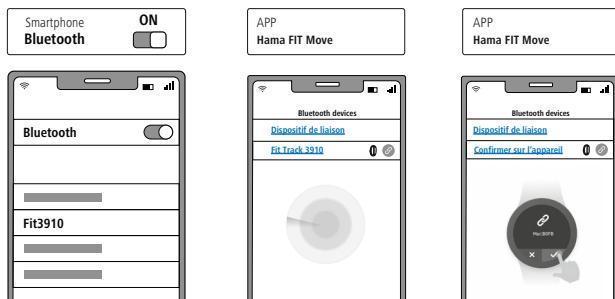 Smartphone
Bluetooth
ON
Bluetooth
Fit3910
APP
Hama FIT Move
Bluetooth devices
Dispositif de liaison
Fit Track 3910
APP
Hama FIT Move
Bluetooth devices
Dispositif de liaison
Confirmer sur l'appareil